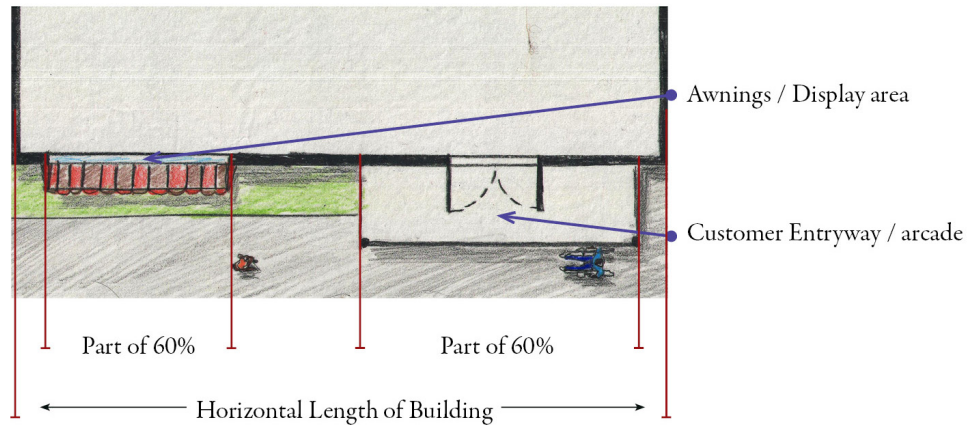 Awnings / Display area
Customer Entryway / arcade
Part of 60%
Part of 60%
Horizontal Length of Building